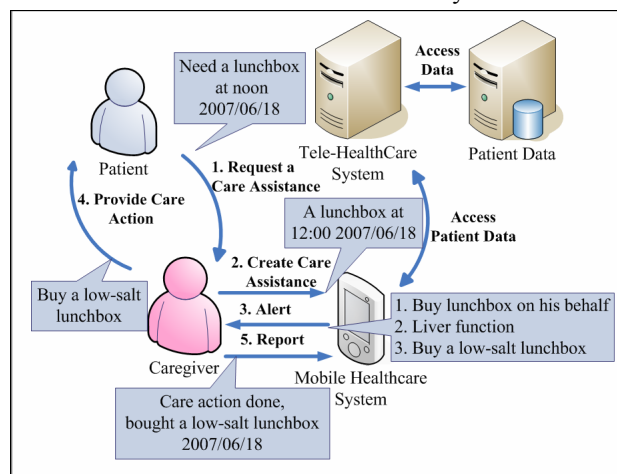 Need a lunchbox
at noon
2007/06/18
Access
Data
Patient
Tele-HealthCare
System
Patient Data
1. Request a
Care Assistance
4. Provide Care
Action
A lunchbox at
12:00 2007/06/18
Access
Patient Data
2. Create Care
Assistance
Buy a low-salt
lunchbox
3. Alert
1. Buy lunchbox on his behalf
2. Liver function
3. Buy a low-salt lunchbox
5. Report
Caregiver
Mobile Healthcare
System
Care action done,
bought a low-salt lunchbox
2007/06/18